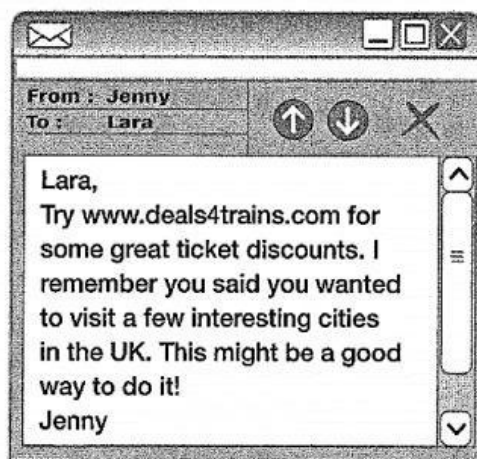 From : Jenny
To : Lara
Lara,
Try www.deals4trains.com for
some great ticket discounts. I
remember you said you wanted
to visit a few interesting cities
in the UK. This might be a good
way to do it!
Jenny